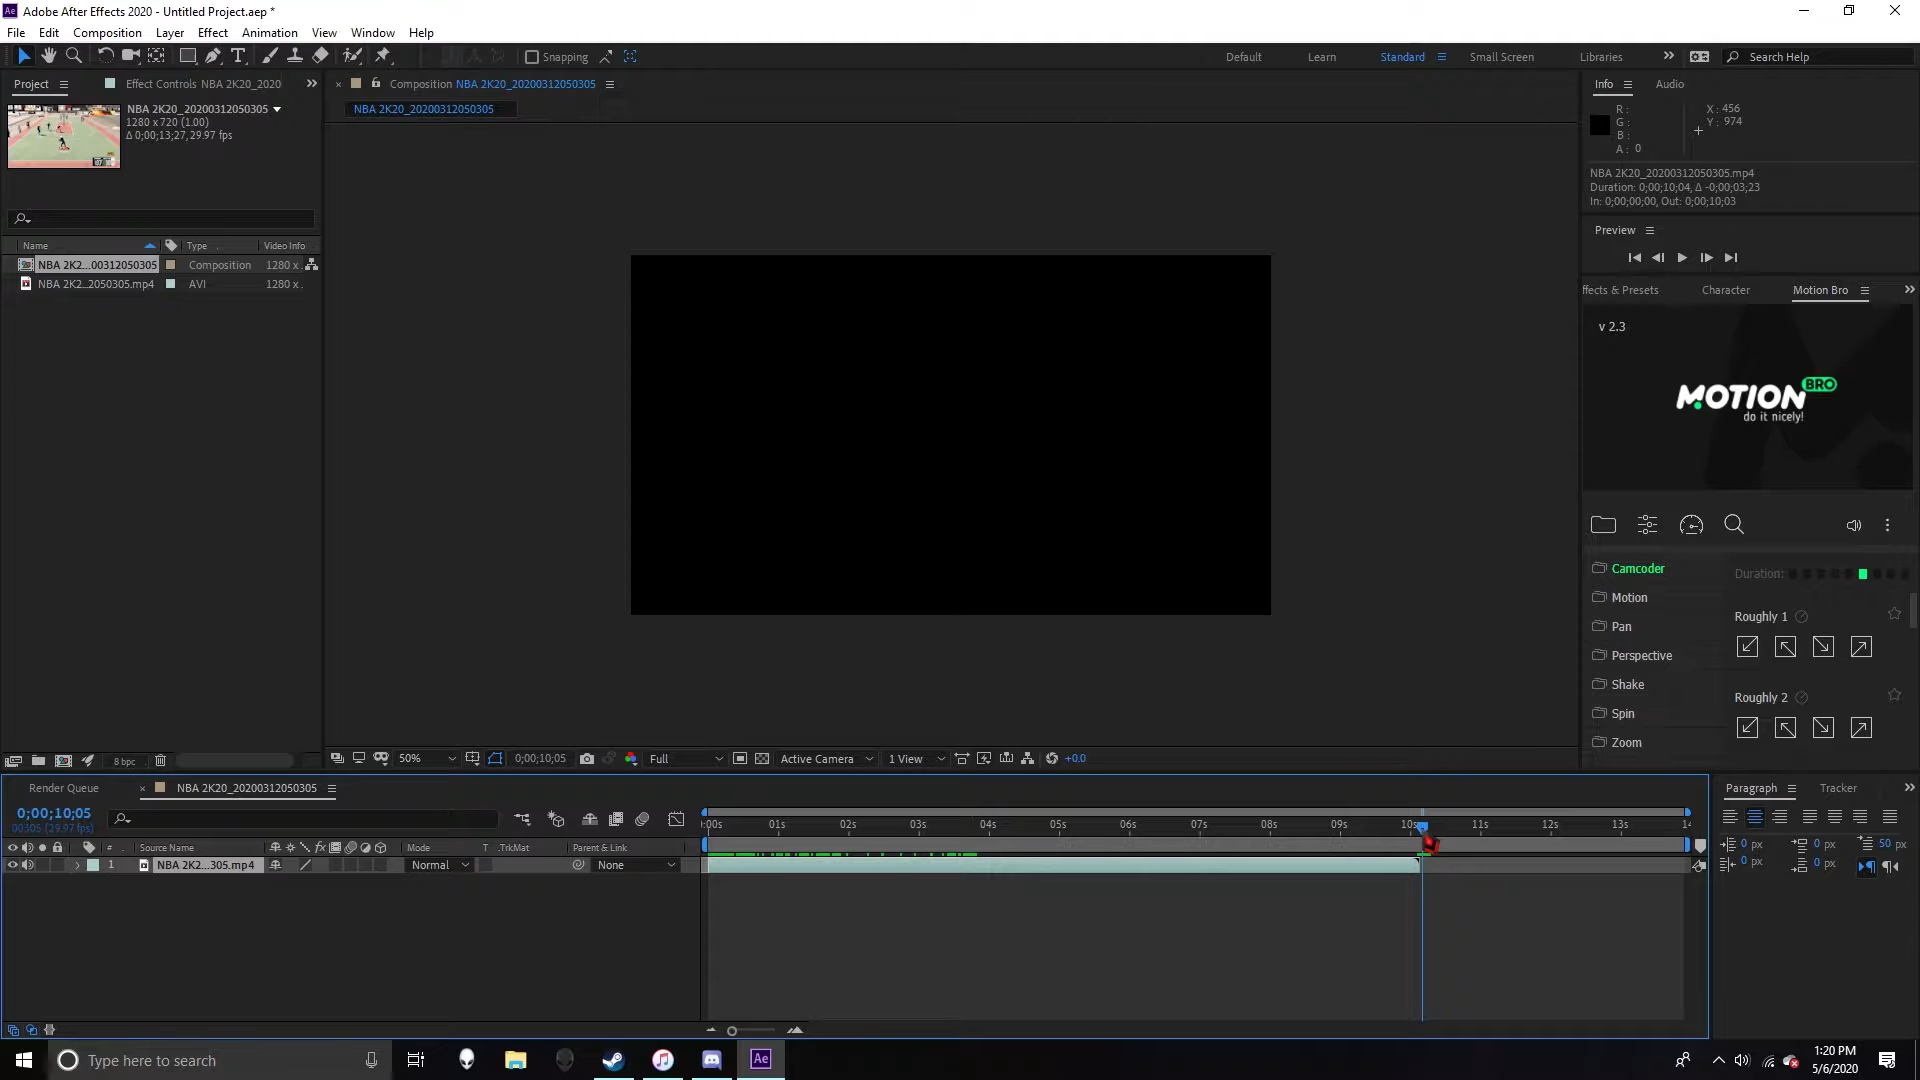 Adobe After Effects 2020 - Untitled Project.aep *
File Edit Composition Layer Effect Animation View Window Help
Snapping
Default Learn Standard Small Screen Libraries Search Help
Project Effect Controls NBA 2K20_2020
Composition NBA 2K20_20200312050305
NBA 2K20_20200312050305
NBA 2K20_20200312050305
1280 x 720 (1.00)
Δ 0;00;13;27, 29.97 fps
Name Type Video Info
NBA 2K2...00312050305 Composition 1280 x
NBA 2K2...2050305.mp4 AVI 1280 x
8 bpc
50% 0;00;10;05 Full Active Camera 1 View +0.0
Info Audio
R :
G :
B :
A : 0
X : 456
Y : 974
NBA 2K20_20200312050305.mp4
Duration: 0;00;10;04, Δ -0;00;03;23
In: 0;00;00;00, Out: 0;00;10;03
Preview
ffects & Presets Character Motion Bro
v 2.3
MOTION BRO
do it nicely!
Camcoder
Motion
Pan
Perspective
Shake
Spin
Zoom
Duration:
Roughly 1
Roughly 2
Render Queue NBA 2K20_20200312050305
0;00;10;05
00305 (29.97 fps)
:00s 01s 02s 03s 04s 05s 06s 07s 08s 09s 10s 11s 12s 13s 14
# Source Name Mode T .TrkMat Parent & Link
1 NBA 2K2...305.mp4 Normal None
Paragraph Tracker
0 px 0 px 50 px
0 px 0 px
Type here to search
Ae
1:20 PM
5/6/2020